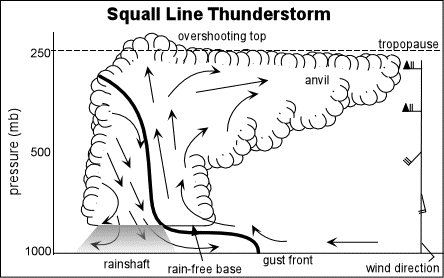 Squall Line Thunderstorm
overshooting top
tropopause
250
anvil
pressure (mb)
500
1000
rainshaft
rain-free base
gust front
wind direction